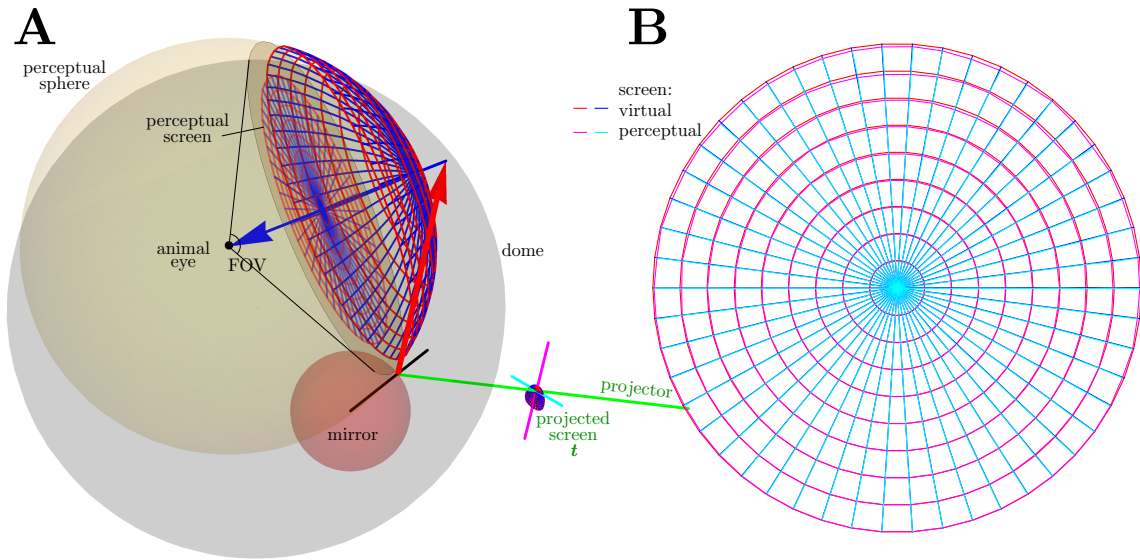 A
perceptual
sphere
perceptual
screen
animal
eye
FOV
dome
mirror
projector
projected
screen
t
B
screen:
virtual
perceptual